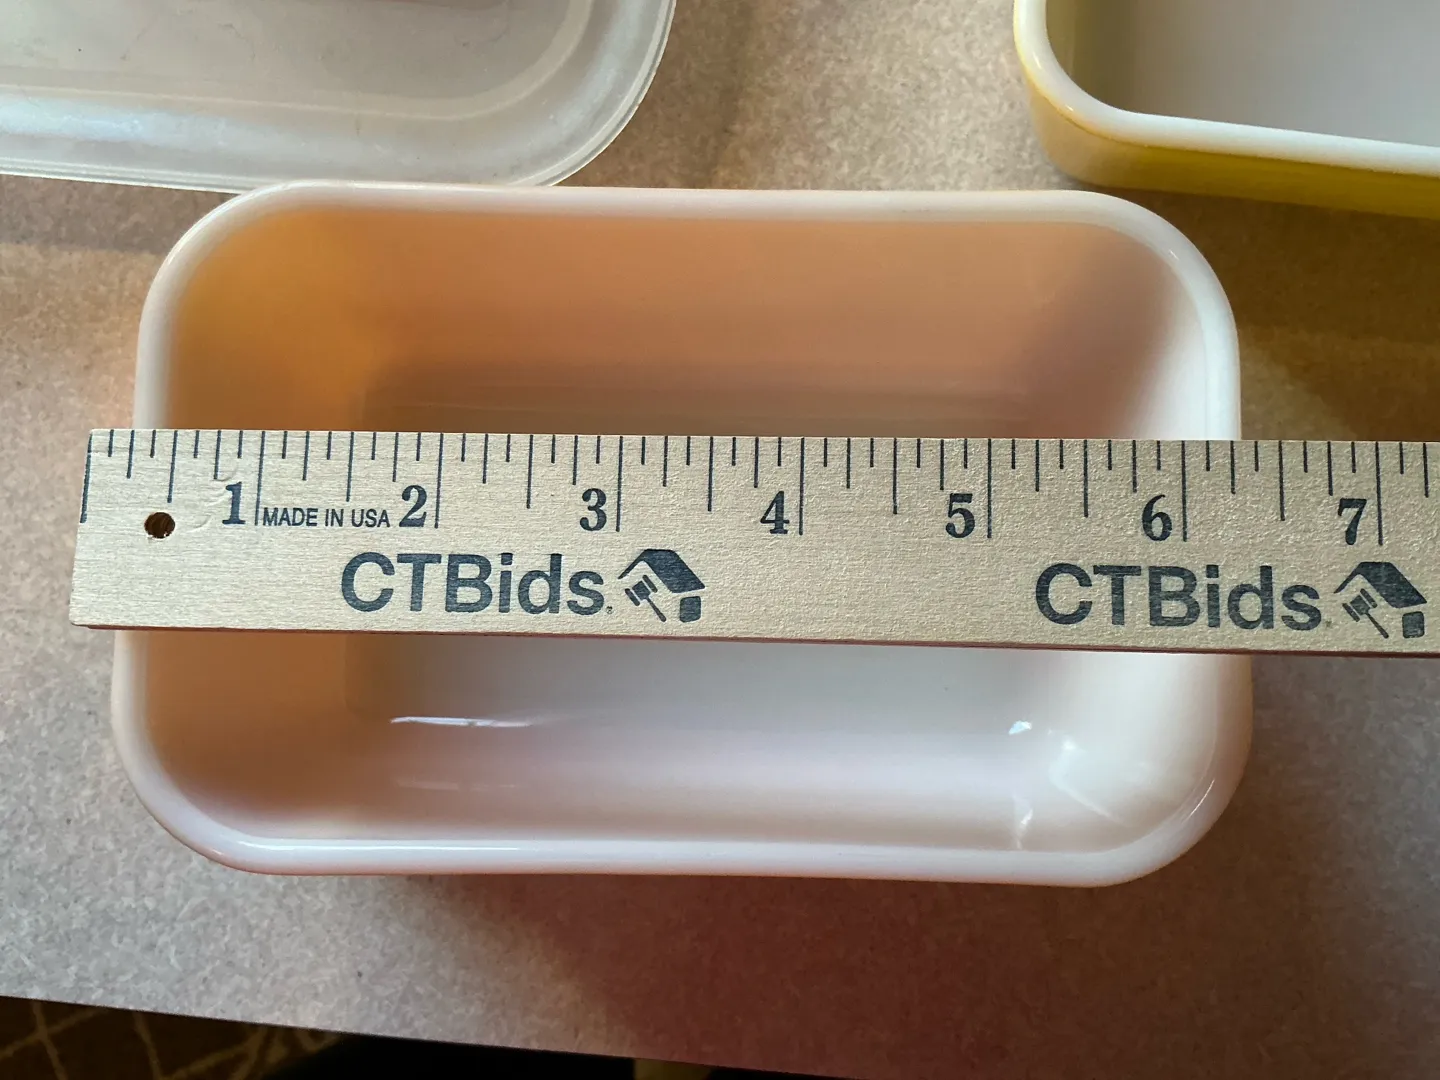 1 MADE IN USA 2 3 4 5 6 7
CTBids® CTBids